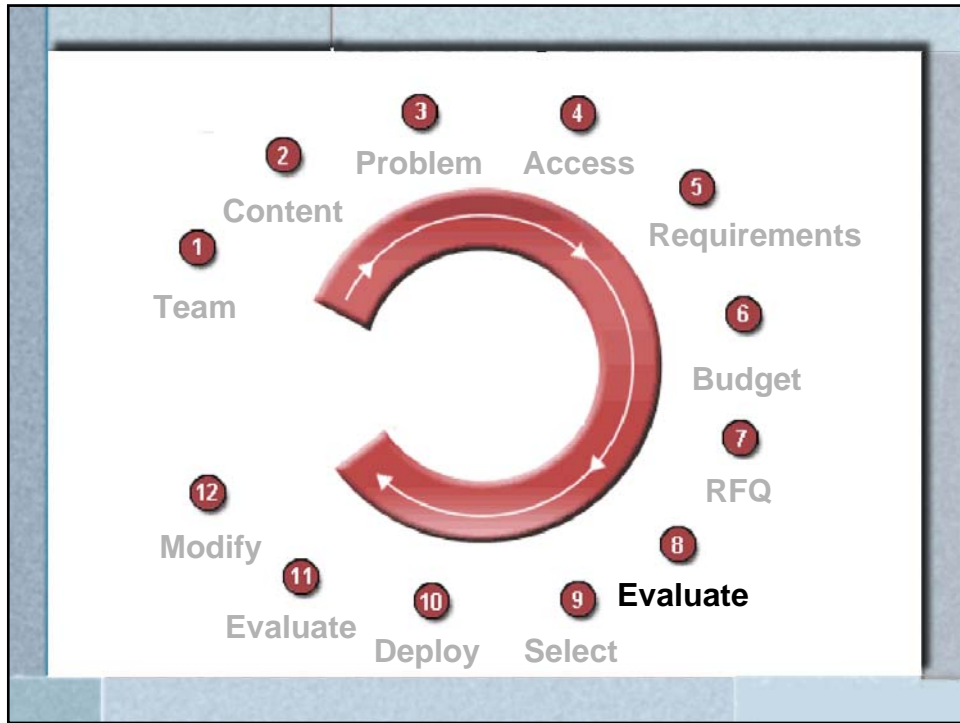 1
Team
2
Content
3
Problem
4
Access
5
Requirements
6
Budget
7
RFQ
8
Evaluate
9
Select
10
Deploy
11
Evaluate
12
Modify